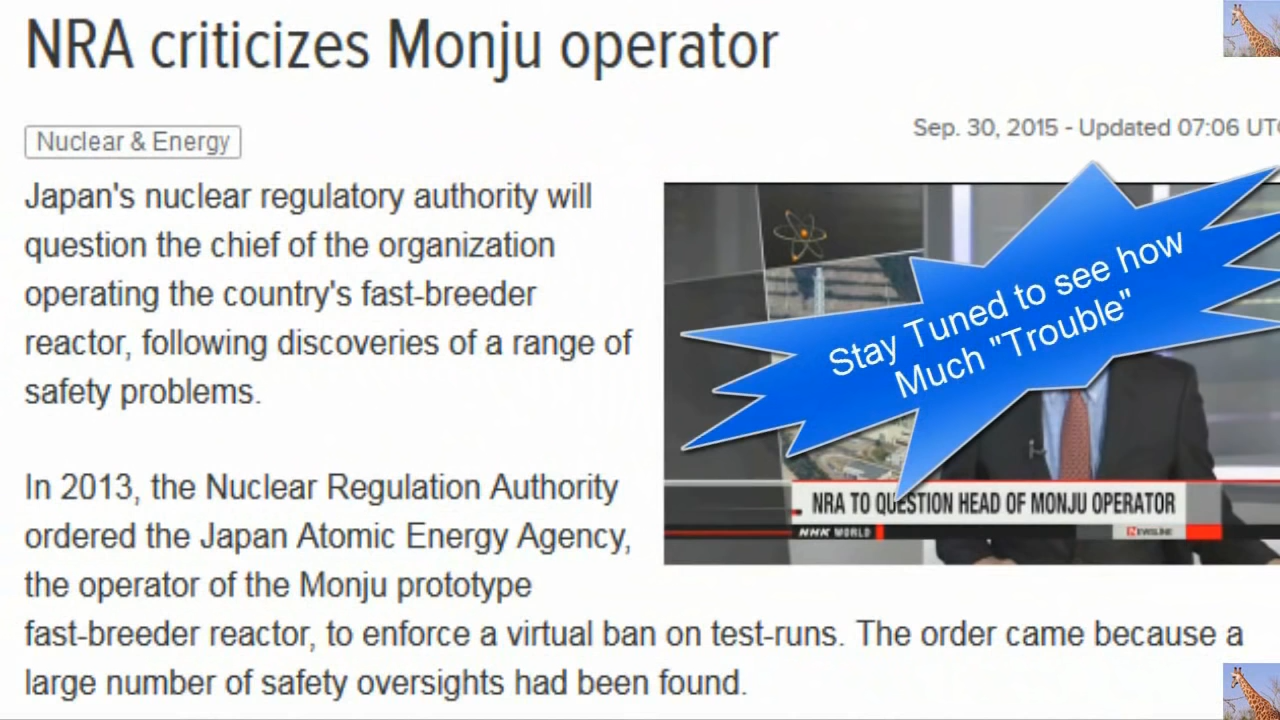 NRA criticizes Monju operator
Nuclear & Energy
Sep. 30, 2015 - Updated 07:06 UTC
Japan's nuclear regulatory authority will
question the chief of the organization
operating the country's fast-breeder
reactor, following discoveries of a range of
safety problems.
In 2013, the Nuclear Regulation Authority
ordered the Japan Atomic Energy Agency,
the operator of the Monju prototype
fast-breeder reactor, to enforce a virtual ban on test-runs. The order came because a
large number of safety oversights had been found.
Stay Tuned to see how
Much "Trouble"
NRA TO QUESTION HEAD OF MONJU OPERATOR
NHK WORLD
NEWSLINE